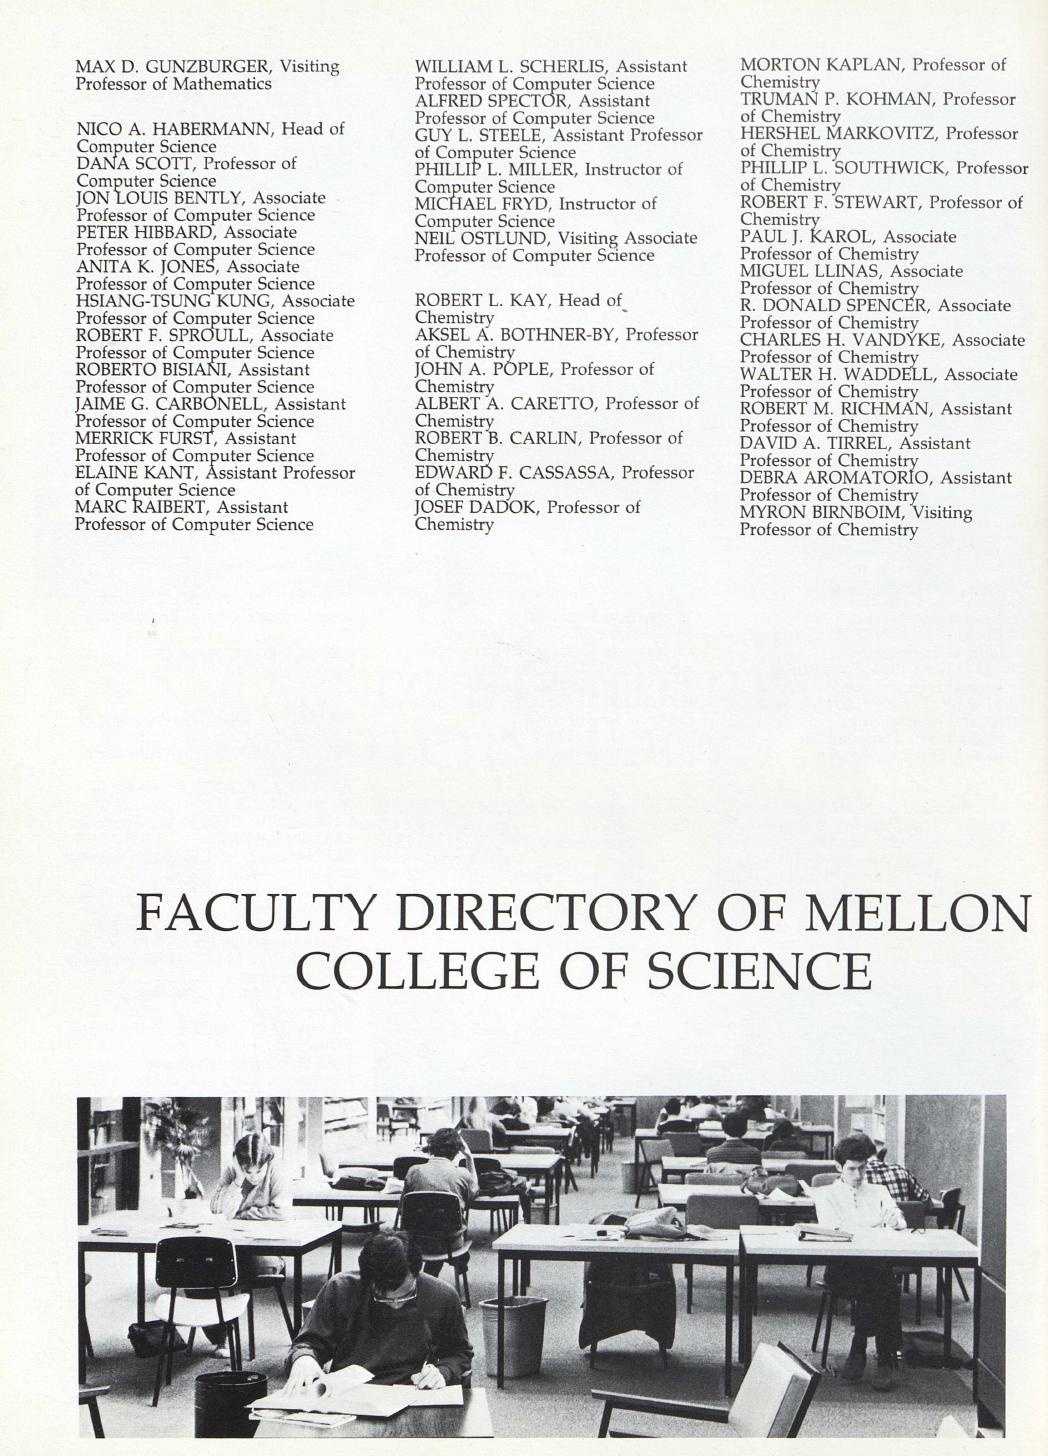 MAX D. GUNZBURGER, Visiting
Professor of Mathematics
NICO A. HABERMANN, Head of
Computer Science
DANA SCOTT, Professor of
Computer Science
JON LOUIS BENTLY, Associate
Professor of Computer Science
PETER HIBBARD, Associate
Professor of Computer Science
ANITA K. JONES, Associate
Professor of Computer Science
HSIANG-TSUNG KUNG, Associate
Professor of Computer Science
ROBERT F. SPROULL, Associate
Professor of Computer Science
ROBERTO BISIANI, Assistant
Professor of Computer Science
JAIME G. CARBONELL, Assistant
Professor of Computer Science
MERRICK FURST, Assistant
Professor of Computer Science
ELAINE KANT, Assistant Professor
of Computer Science
MARC RAIBERT, Assistant
Professor of Computer Science
WILLIAM L. SCHERLIS, Assistant
Professor of Computer Science
ALFRED SPECTOR, Assistant
Professor of Computer Science
GUY L. STEELE, Assistant Professor
of Computer Science
PHILLIP L. MILLER, Instructor of
Computer Science
MICHAEL FRYD, Instructor of
Computer Science
NEIL OSTLUND, Visiting Associate
Professor of Computer Science
ROBERT L. KAY, Head of
Chemistry
AKSEL A. BOTHNER-BY, Professor
of Chemistry
JOHN A. POPLE, Professor of
Chemistry
ALBERT A. CARETTO, Professor of
Chemistry
ROBERT B. CARLIN, Professor of
Chemistry
EDWARD F. CASSASSA, Professor
of Chemistry
JOSEF DADOK, Professor of
Chemistry
MORTON KAPLAN, Professor of
Chemistry
TRUMAN P. KOHMAN, Professor
of Chemistry
HERSHEL MARKOVITZ, Professor
of Chemistry
PHILLIP L. SOUTHWICK, Professor
of Chemistry
ROBERT F. STEWART, Professor of
Chemistry
PAUL J. KAROL, Associate
Professor of Chemistry
MIGUEL LLINAS, Associate
Professor of Chemistry
R. DONALD SPENCER, Associate
Professor of Chemistry
CHARLES H. VANDYKE, Associate
Professor of Chemistry
WALTER H. WADDELL, Associate
Professor of Chemistry
ROBERT M. RICHMAN, Assistant
Professor of Chemistry
DAVID A. TIRREL, Assistant
Professor of Chemistry
DEBRA AROMATORIO, Assistant
Professor of Chemistry
MYRON BIRNBOIM, Visiting
Professor of Chemistry
FACULTY DIRECTORY OF MELLON
COLLEGE OF SCIENCE